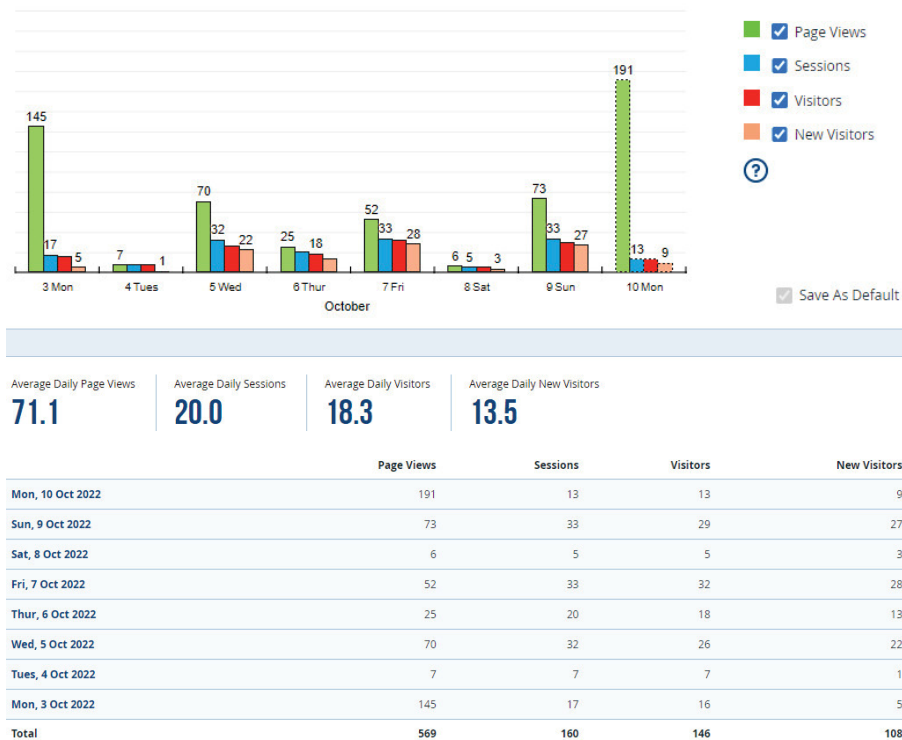 145
17
5
7
1
70
32
22
25
18
52
33
28
6 5 3
73
33
27
191
13
9
3 Mon 4 Tues 5 Wed 6 Thur 7 Fri 8 Sat 9 Sun 10 Mon
October
Page Views
Sessions
Visitors
New Visitors
?
Save As Default
Average Daily Page Views Average Daily Sessions Average Daily Visitors Average Daily New Visitors
71.1 20.0 18.3 13.5
Page Views Sessions Visitors New Visitors
Mon, 10 Oct 2022 191 13 13 9
Sun, 9 Oct 2022 73 33 29 27
Sat, 8 Oct 2022 6 5 5 3
Fri, 7 Oct 2022 52 33 32 28
Thur, 6 Oct 2022 25 20 18 13
Wed, 5 Oct 2022 70 32 26 22
Tues, 4 Oct 2022 7 7 7 1
Mon, 3 Oct 2022 145 17 16 5
Total 569 160 146 108